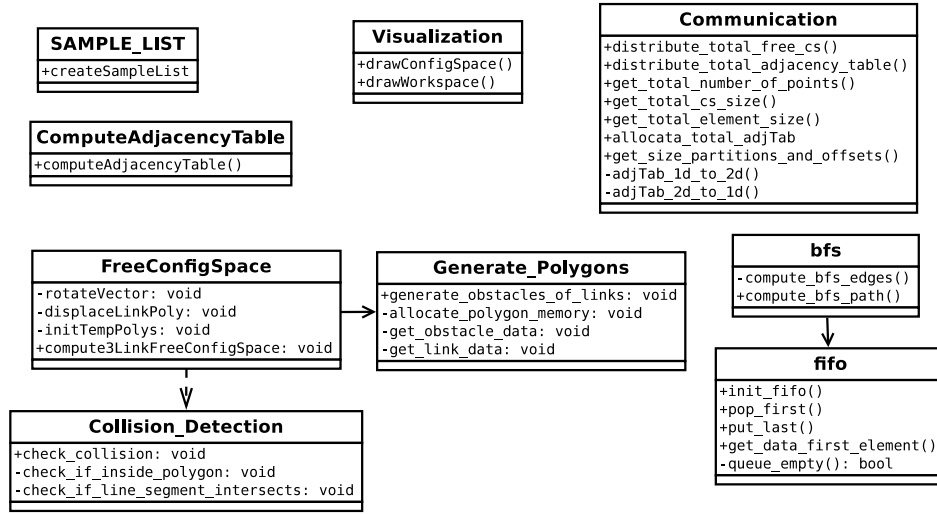 SAMPLE_LIST
+createSampleList
Visualization
+drawConfigSpace()
+drawWorkspace()
Communication
+distribute_total_free_cs()
+distribute_total_adjacency_table()
+get_total_number_of_points()
+get_total_cs_size()
+get_total_element_size()
+allocata_total_adjTab
+get_size_partitions_and_offsets()
-adjTab_1d_to_2d()
-adjTab_2d_to_1d()
ComputeAdjacencyTable
+computeAdjacencyTable()
FreeConfigSpace
-rotateVector: void
-displaceLinkPoly: void
-initTempPolys: void
+compute3LinkFreeConfigSpace: void
Generate_Polygons
+generate_obstacles_of_links: void
-allocate_polygon_memory: void
-get_obstacle_data: void
-get_link_data: void
bfs
-compute_bfs_edges()
+compute_bfs_path()
fifo
+init_fifo()
+pop_first()
+put_last()
+get_data_first_element()
-queue_empty(): bool
Collision_Detection
+check_collision: void
-check_if_inside_polygon: void
-check_if_line_segment_intersects: void